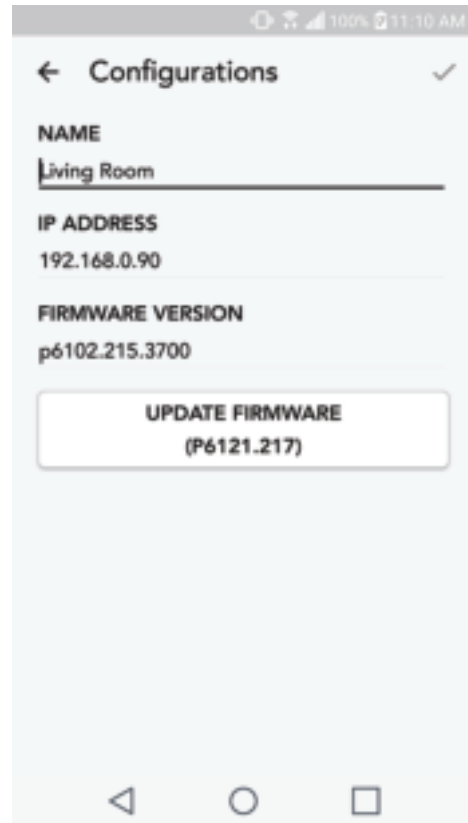 100% 11:10 AM
Configurations
NAME
Living Room
IP ADDRESS
192.168.0.90
FIRMWARE VERSION
p6102.215.3700
UPDATE FIRMWARE
(P6121.217)